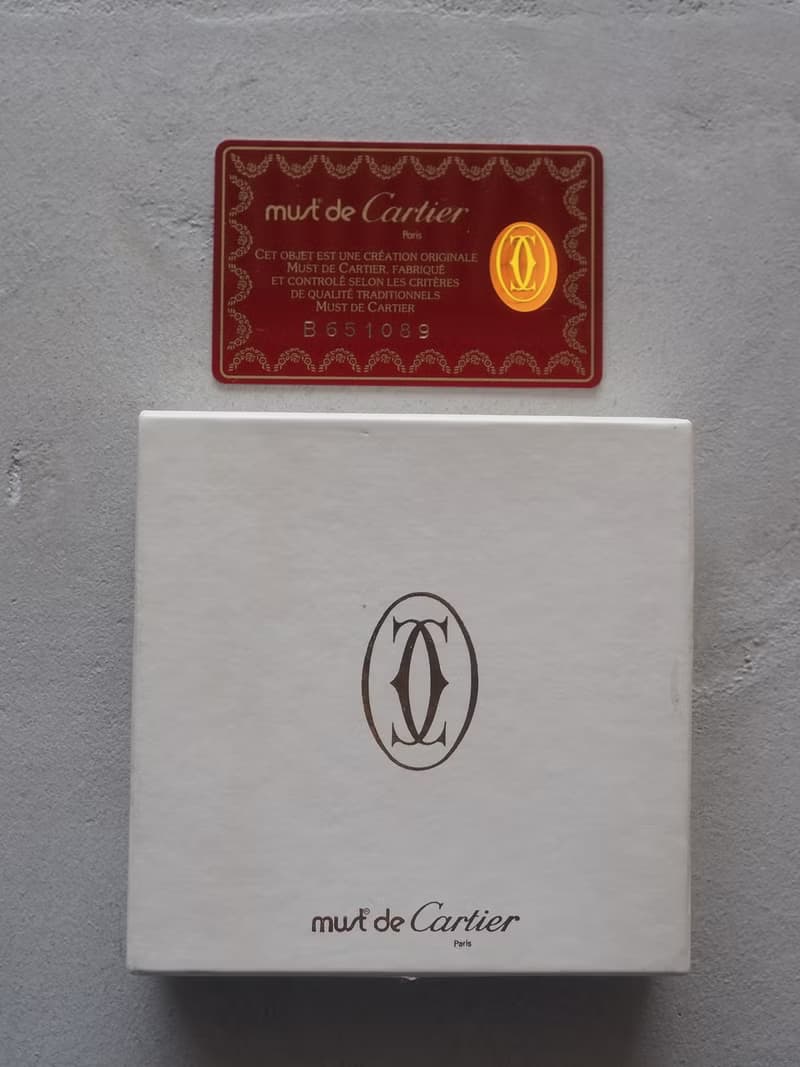 must® de Cartier
Paris
CET OBJET EST UNE CRÉATION ORIGINALE
MUST DE CARTIER, FABRIQUÉ
ET CONTROLÉ SELON LES CRITÈRES
DE QUALITÉ TRADITIONNELS
MUST DE CARTIER
B651089
must® de Cartier
Paris